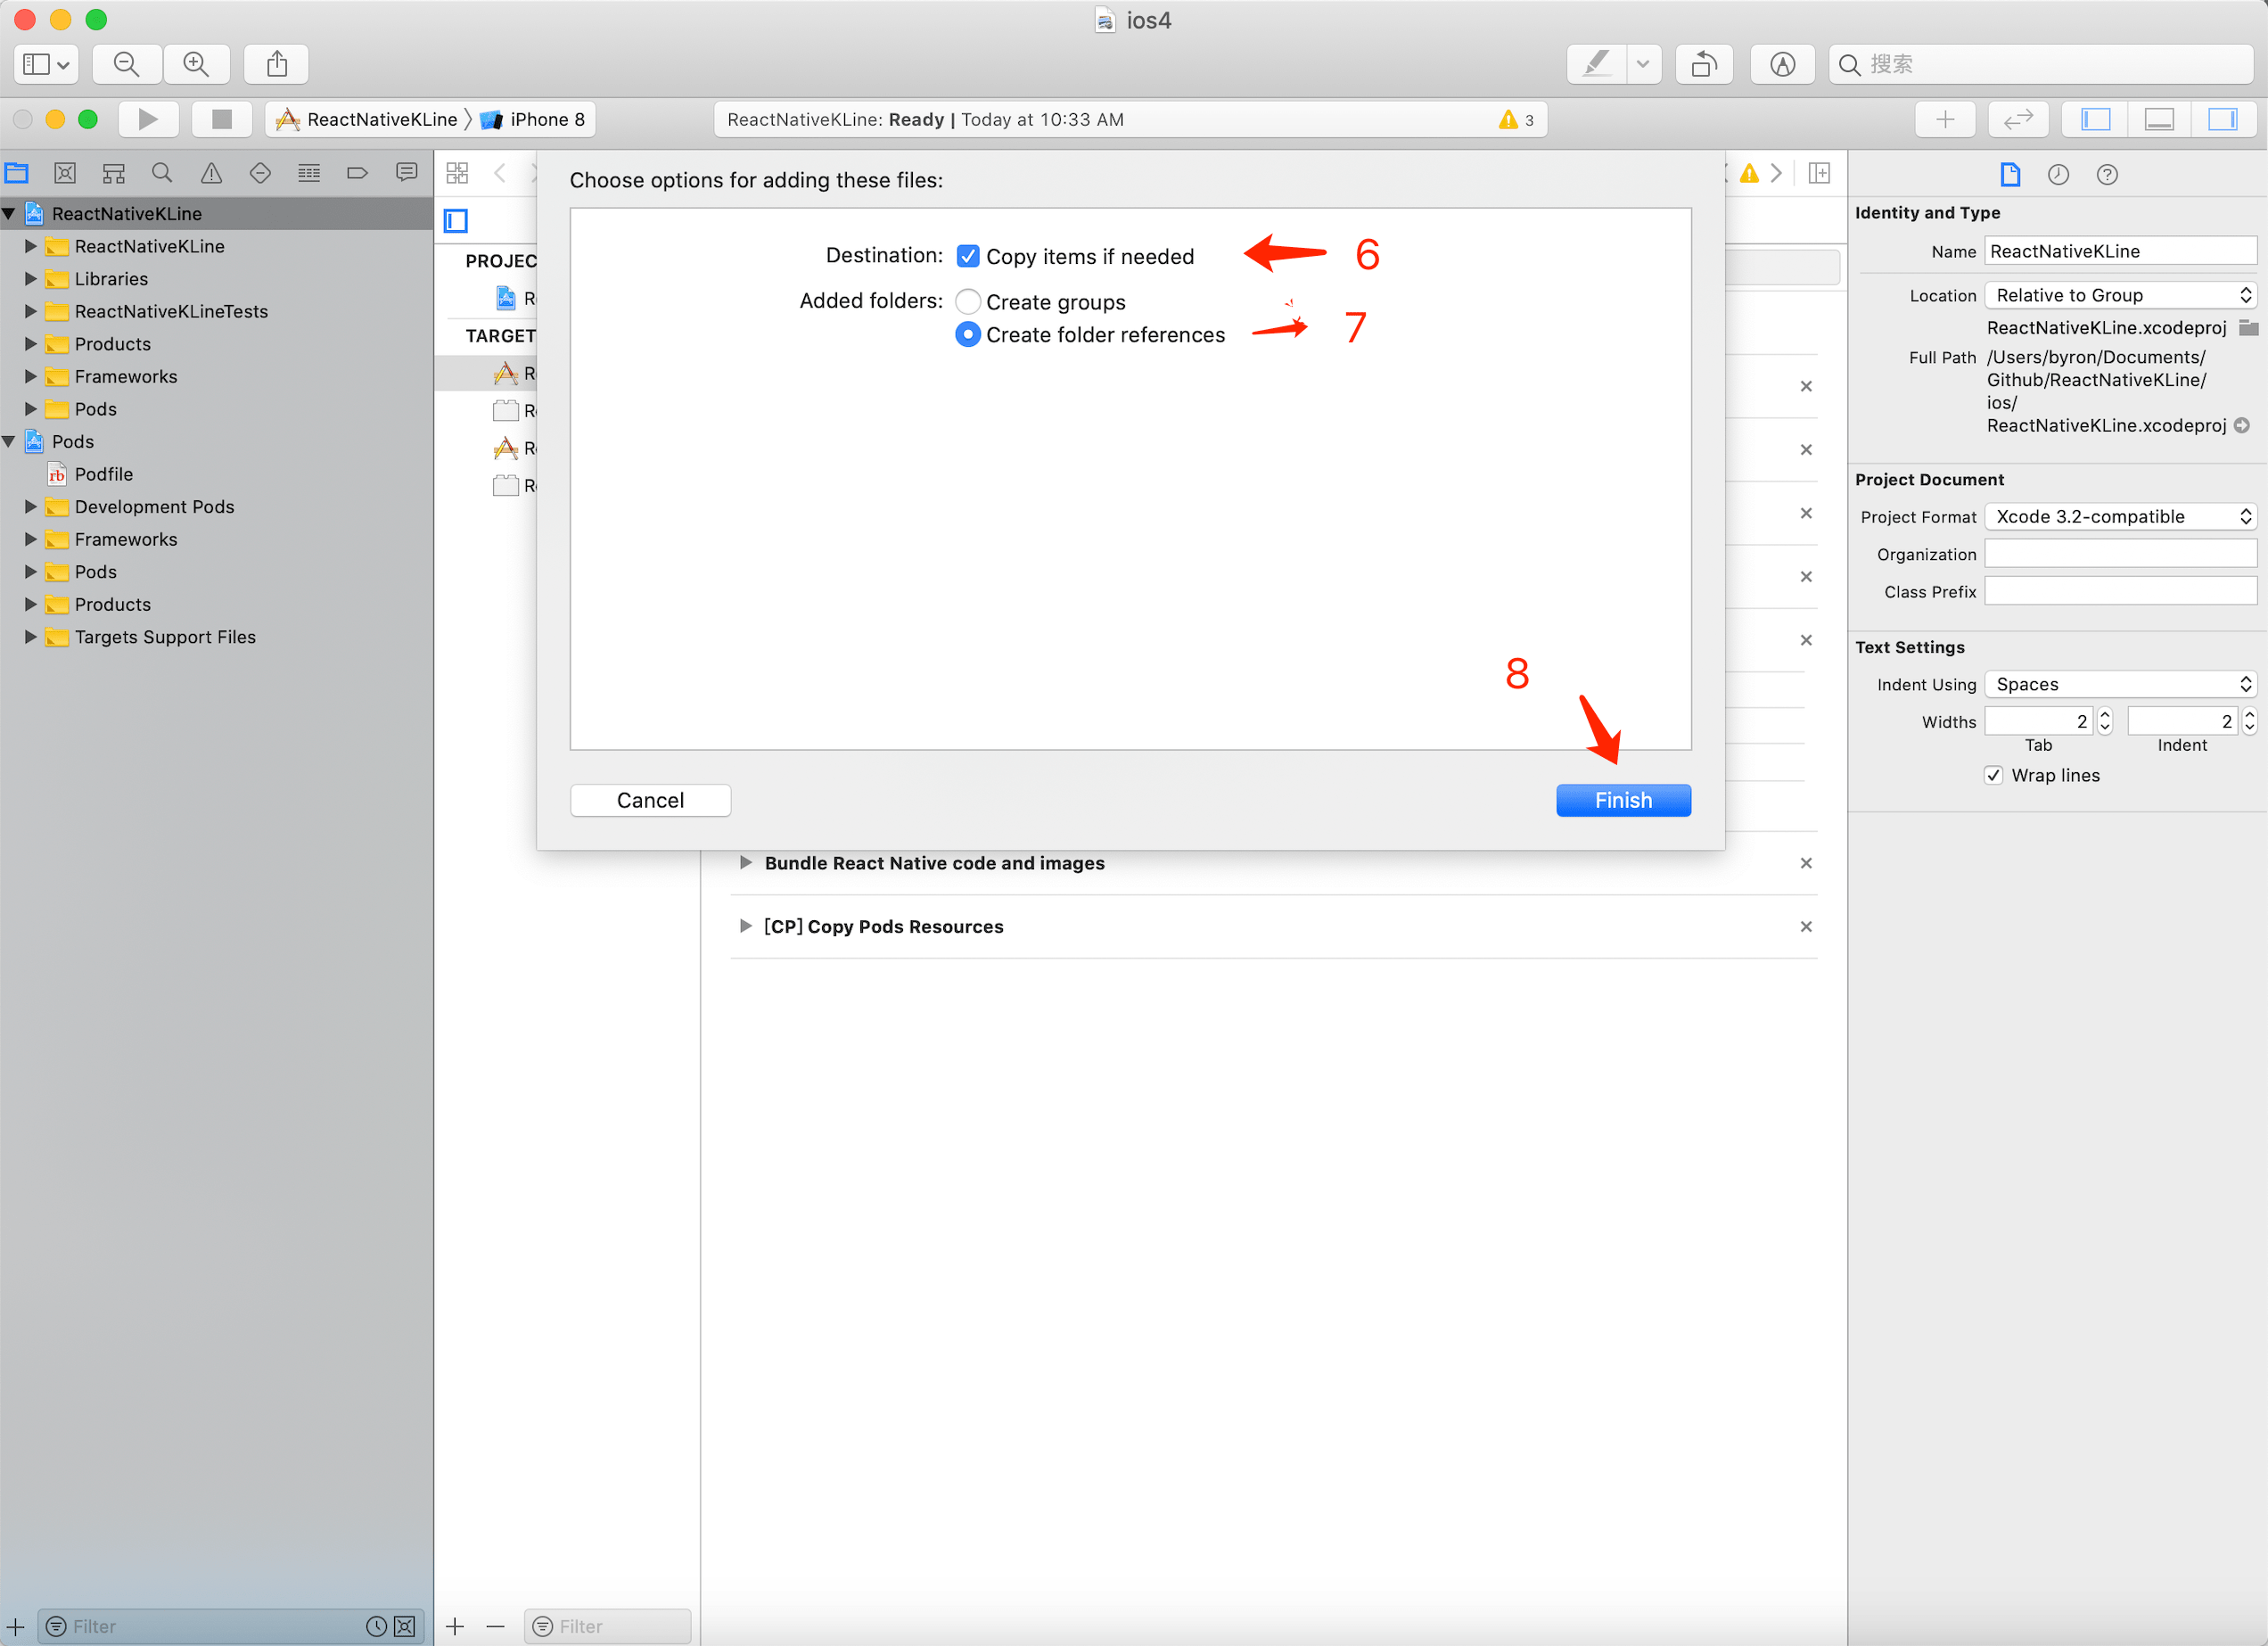 ios4
搜索
ReactNativeKLine 〉 iPhone 8
ReactNativeKLine: Ready | Today at 10:33 AM
3
ReactNativeKLine
ReactNativeKLine
Libraries
ReactNativeKLineTests
Products
Frameworks
Pods
Pods
Podfile
Development Pods
Frameworks
Pods
Products
Targets Support Files
Filter
PROJEC
R
TARGET
Re
Re
Re
Re
Filter
Choose options for adding these files:
Destination: Copy items if needed
6
Added folders: Create groups
Create folder references
7
8
Cancel
Finish
Bundle React Native code and images
[CP] Copy Pods Resources
Identity and Type
Name ReactNativeKLine
Location Relative to Group
ReactNativeKLine.xcodeproj
Full Path /Users/byron/Documents/
Github/ReactNativeKLine/
ios/
ReactNativeKLine.xcodeproj
Project Document
Project Format Xcode 3.2-compatible
Organization
Class Prefix
Text Settings
Indent Using Spaces
Widths 2 2
Tab Indent
Wrap lines